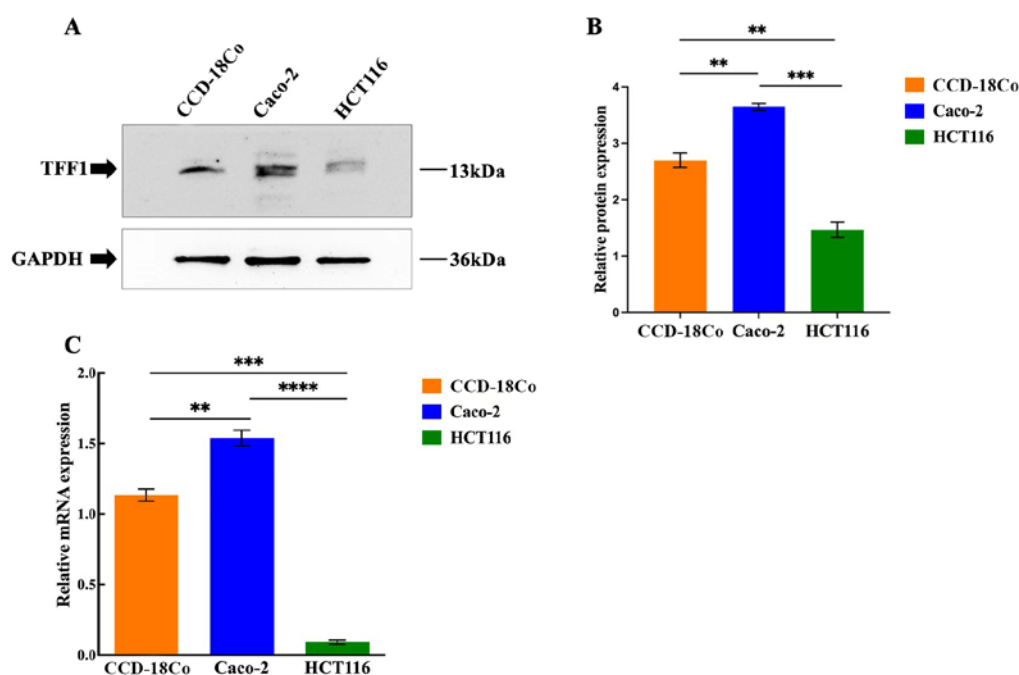 A
CCD-18Co
Caco-2
HCT116
TFF1
13kDa
GAPDH
36kDa
B
**
**
***
CCD-18Co
Caco-2
HCT116
Relative protein expression
4
3
2
1
0
CCD-18Co Caco-2 HCT116
C
***
****
**
CCD-18Co
Caco-2
HCT116
Relative mRNA expression
2.0
1.5
1.0
0.5
0.0
CCD-18Co Caco-2 HCT116